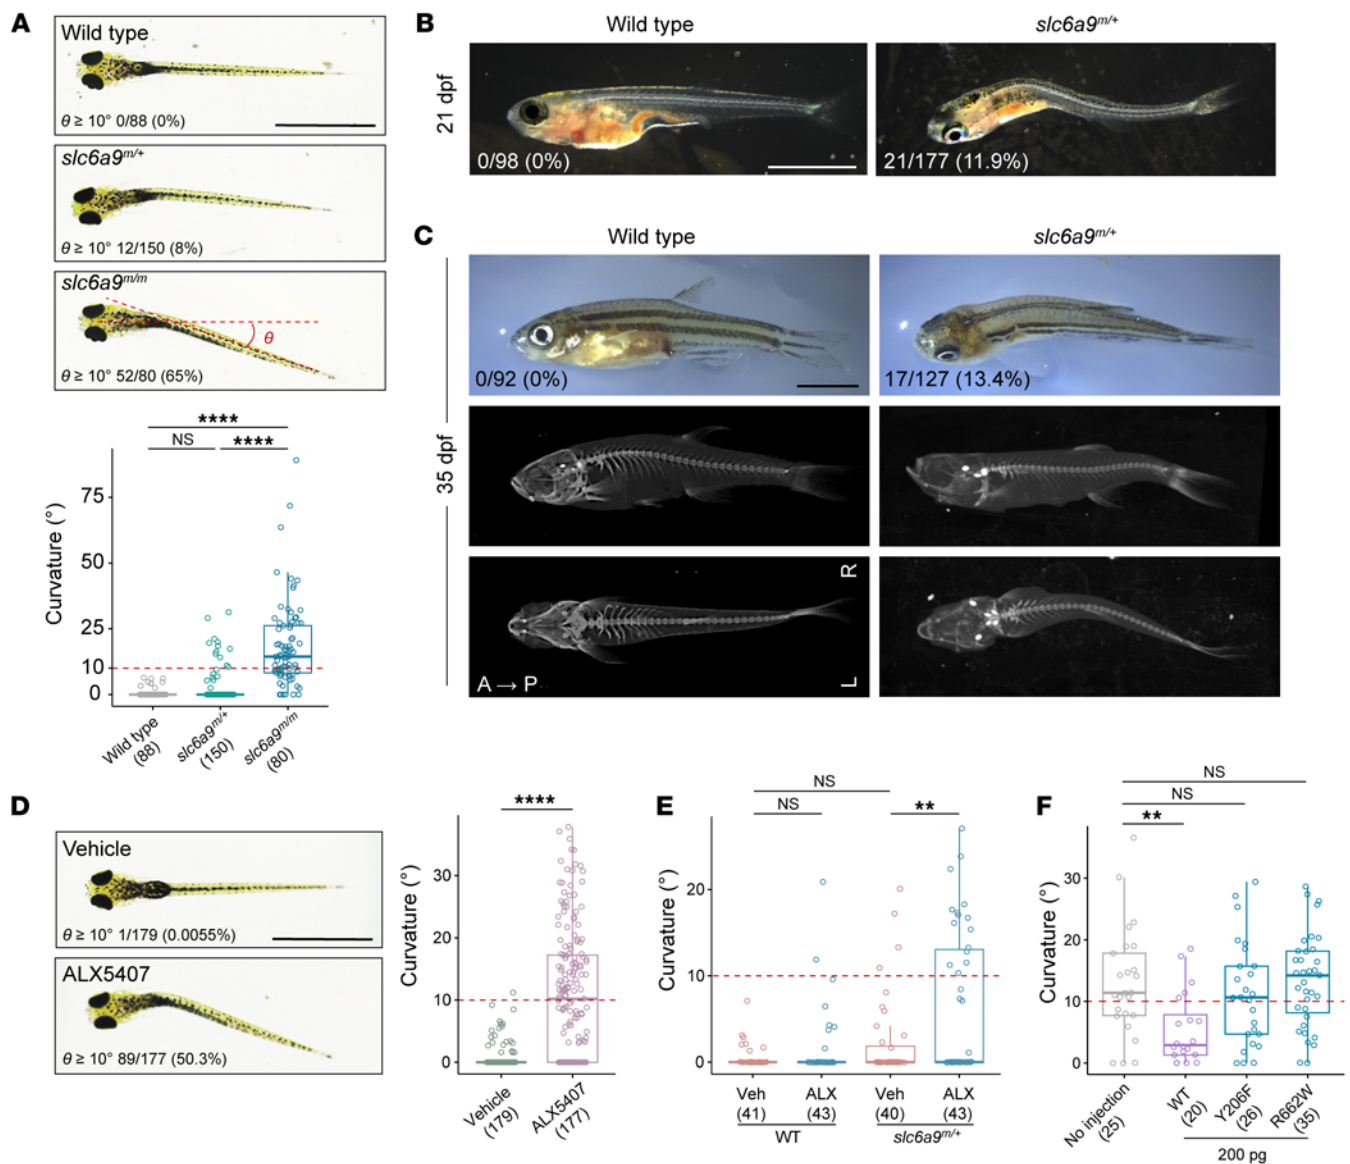 A
Wild type
θ ≥ 10° 0/88 (0%)
slc6a9m/+
θ ≥ 10° 12/150 (8%)
slc6a9m/m
θ
θ ≥ 10° 52/80 (65%)
****
NS
****
Curvature (°)
75
50
25
10
0
Wild type
(88)
slc6a9m/+
(150)
slc6a9m/m
(80)
B
Wild type
slc6a9m/+
21 dpf
0/98 (0%)
21/177 (11.9%)
C
Wild type
slc6a9m/+
35 dpf
0/92 (0%)
17/127 (13.4%)
R
A → P
L
D
Vehicle
θ ≥ 10° 1/179 (0.0055%)
ALX5407
θ ≥ 10° 89/177 (50.3%)
****
Curvature (°)
30
20
10
0
Vehicle
(179)
ALX5407
(177)
E
NS
NS
**
Curvature (°)
20
10
0
Veh
(41)
ALX
(43)
Veh
(40)
ALX
(43)
WT
slc6a9m/+
F
NS
NS
**
Curvature (°)
30
20
10
0
No injection
(25)
WT
(20)
Y206F
(26)
R662W
(35)
200 pg